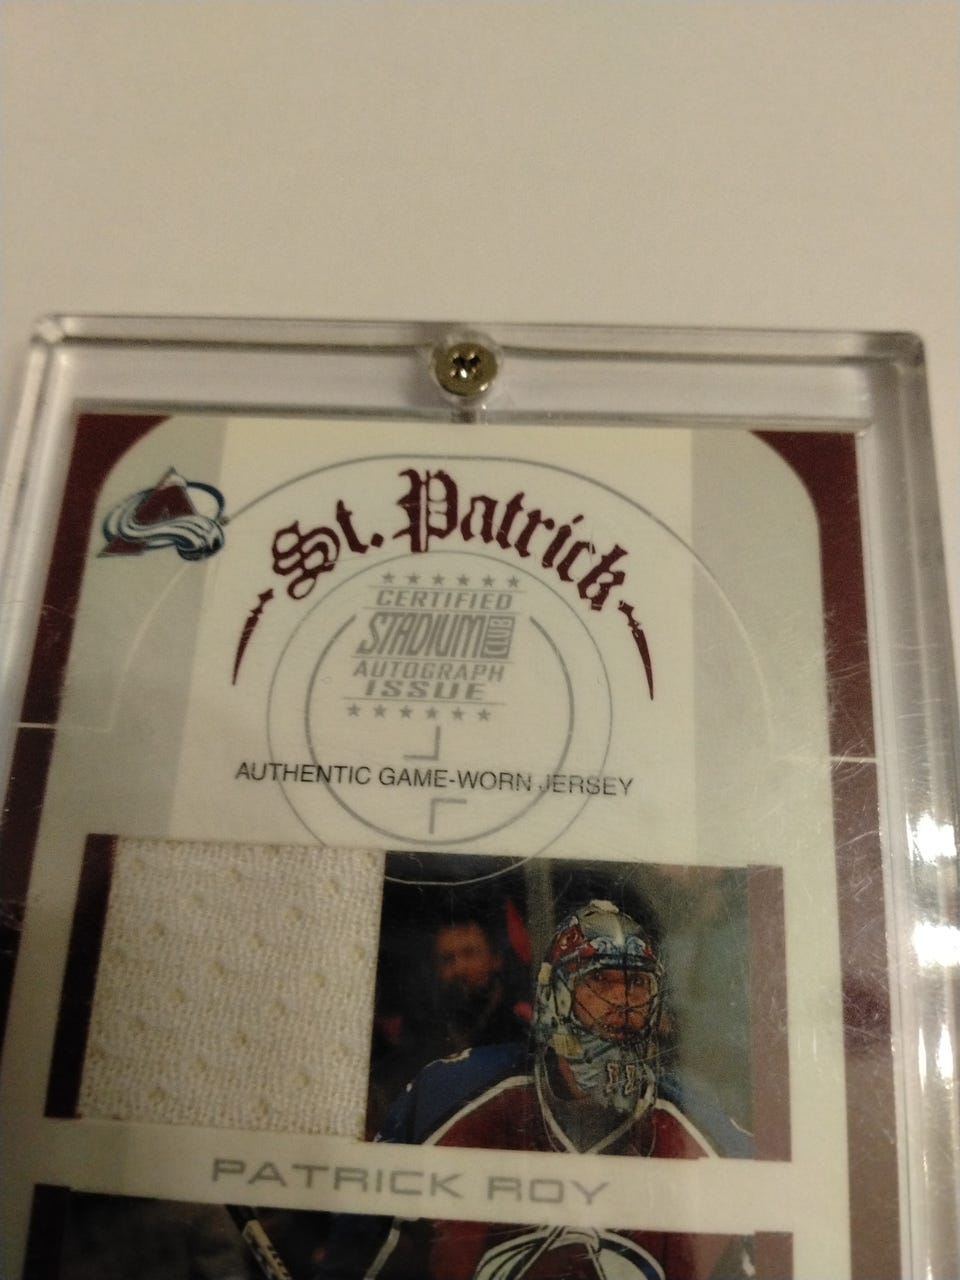 St. Patrick
CERTIFIED
STADIUM CLUB
AUTOGRAPH
ISSUE
AUTHENTIC GAME-WORN JERSEY
PATRICK ROY